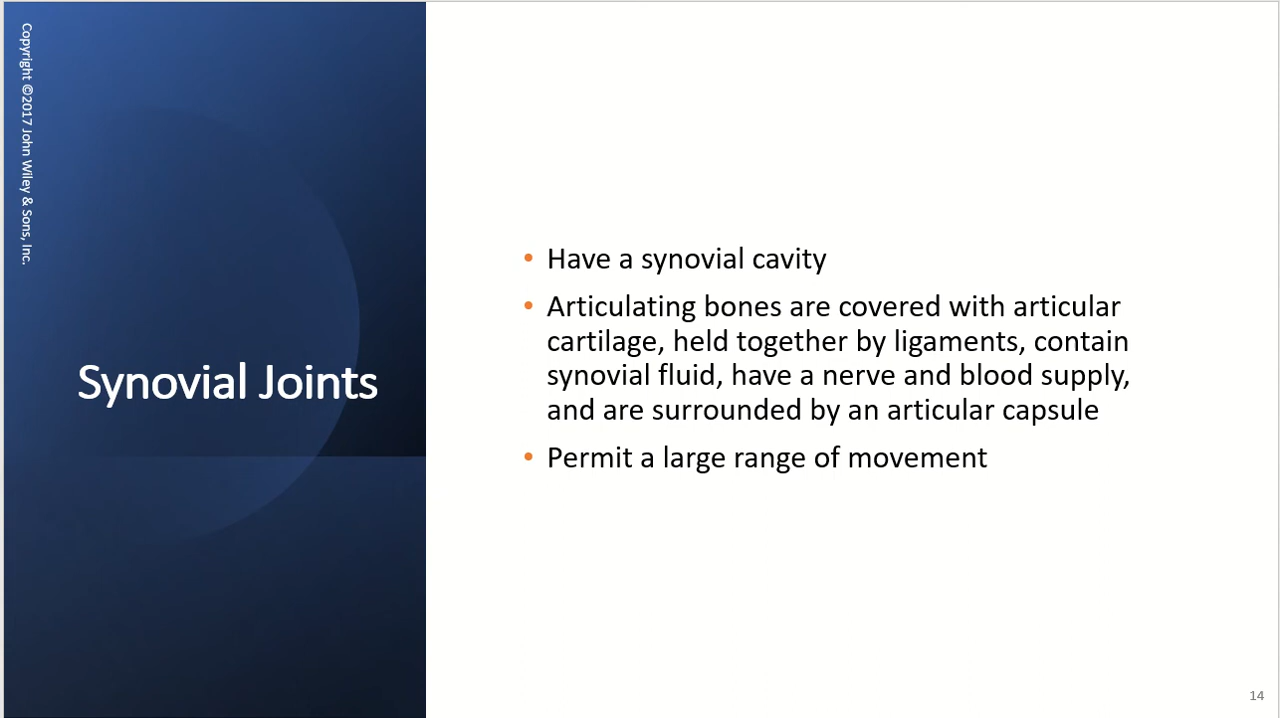 Copyright ©2017 John Wiley & Sons, Inc.
Synovial Joints
• Have a synovial cavity
• Articulating bones are covered with articular
cartilage, held together by ligaments, contain
synovial fluid, have a nerve and blood supply,
and are surrounded by an articular capsule
• Permit a large range of movement
14